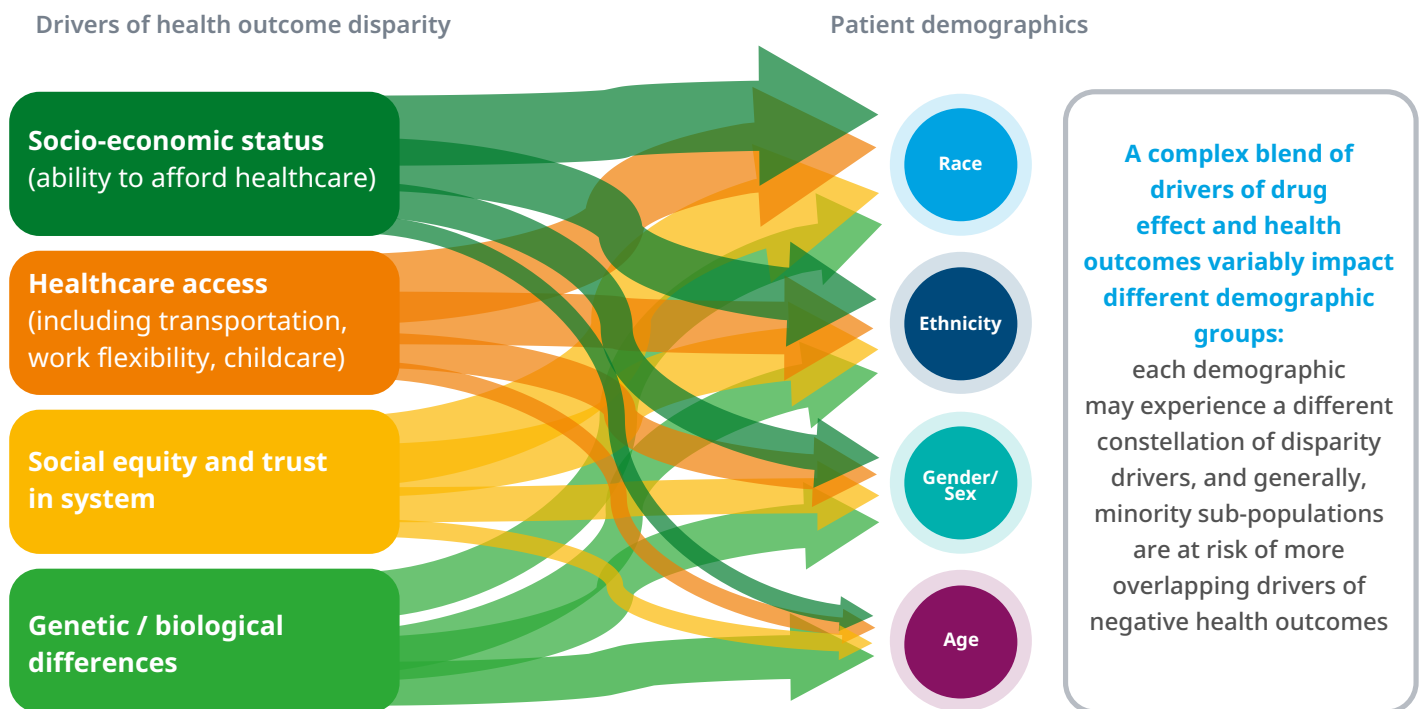 Drivers of health outcome disparity
Patient demographics
Socio-economic status
(ability to afford healthcare)
Healthcare access
(including transportation,
work flexibility, childcare)
Social equity and trust
in system
Genetic / biological
differences
Race
Ethnicity
Gender/
Sex
Age
A complex blend of
drivers of drug
effect and health
outcomes variably impact
different demographic
groups:
each demographic
may experience a different
constellation of disparity
drivers, and generally,
minority sub-populations
are at risk of more
overlapping drivers of
negative health outcomes